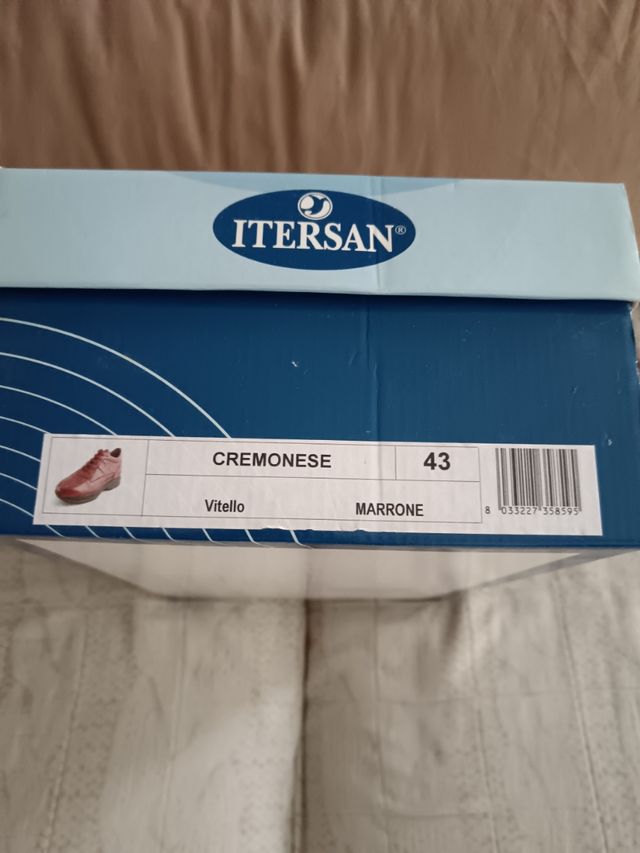 ITERSAN®
CREMONESE 43
Vitello MARRONE
8 033227 358595